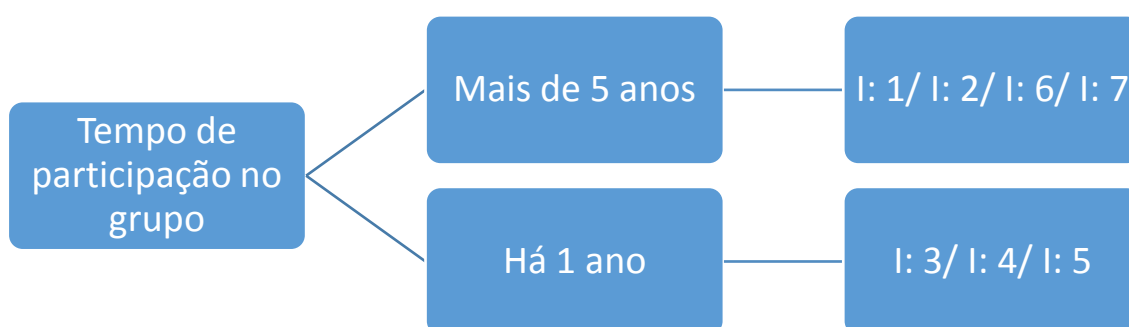 Tempo de
participação no
grupo
Mais de 5 anos
I: 1/ I: 2/ I: 6/ I: 7
Há 1 ano
I: 3/ I: 4/ I: 5